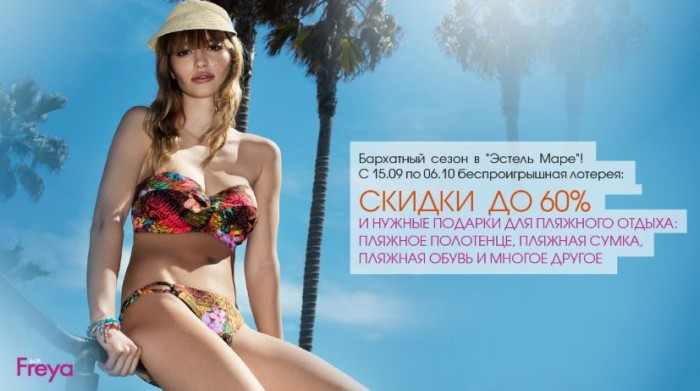 Бархатный сезон в "Эстель Маре"!
С 15.09 по 06.10 беспроигрышная лотерея:
СКИДКИ ДО 60%
И НУЖНЫЕ ПОДАРКИ ДЛЯ ПЛЯЖНОГО ОТДЫХА:
ПЛЯЖНОЕ ПОЛОТЕНЦЕ, ПЛЯЖНАЯ СУМКА,
ПЛЯЖНАЯ ОБУВЬ И МНОГОЕ ДРУГОЕ
Freya